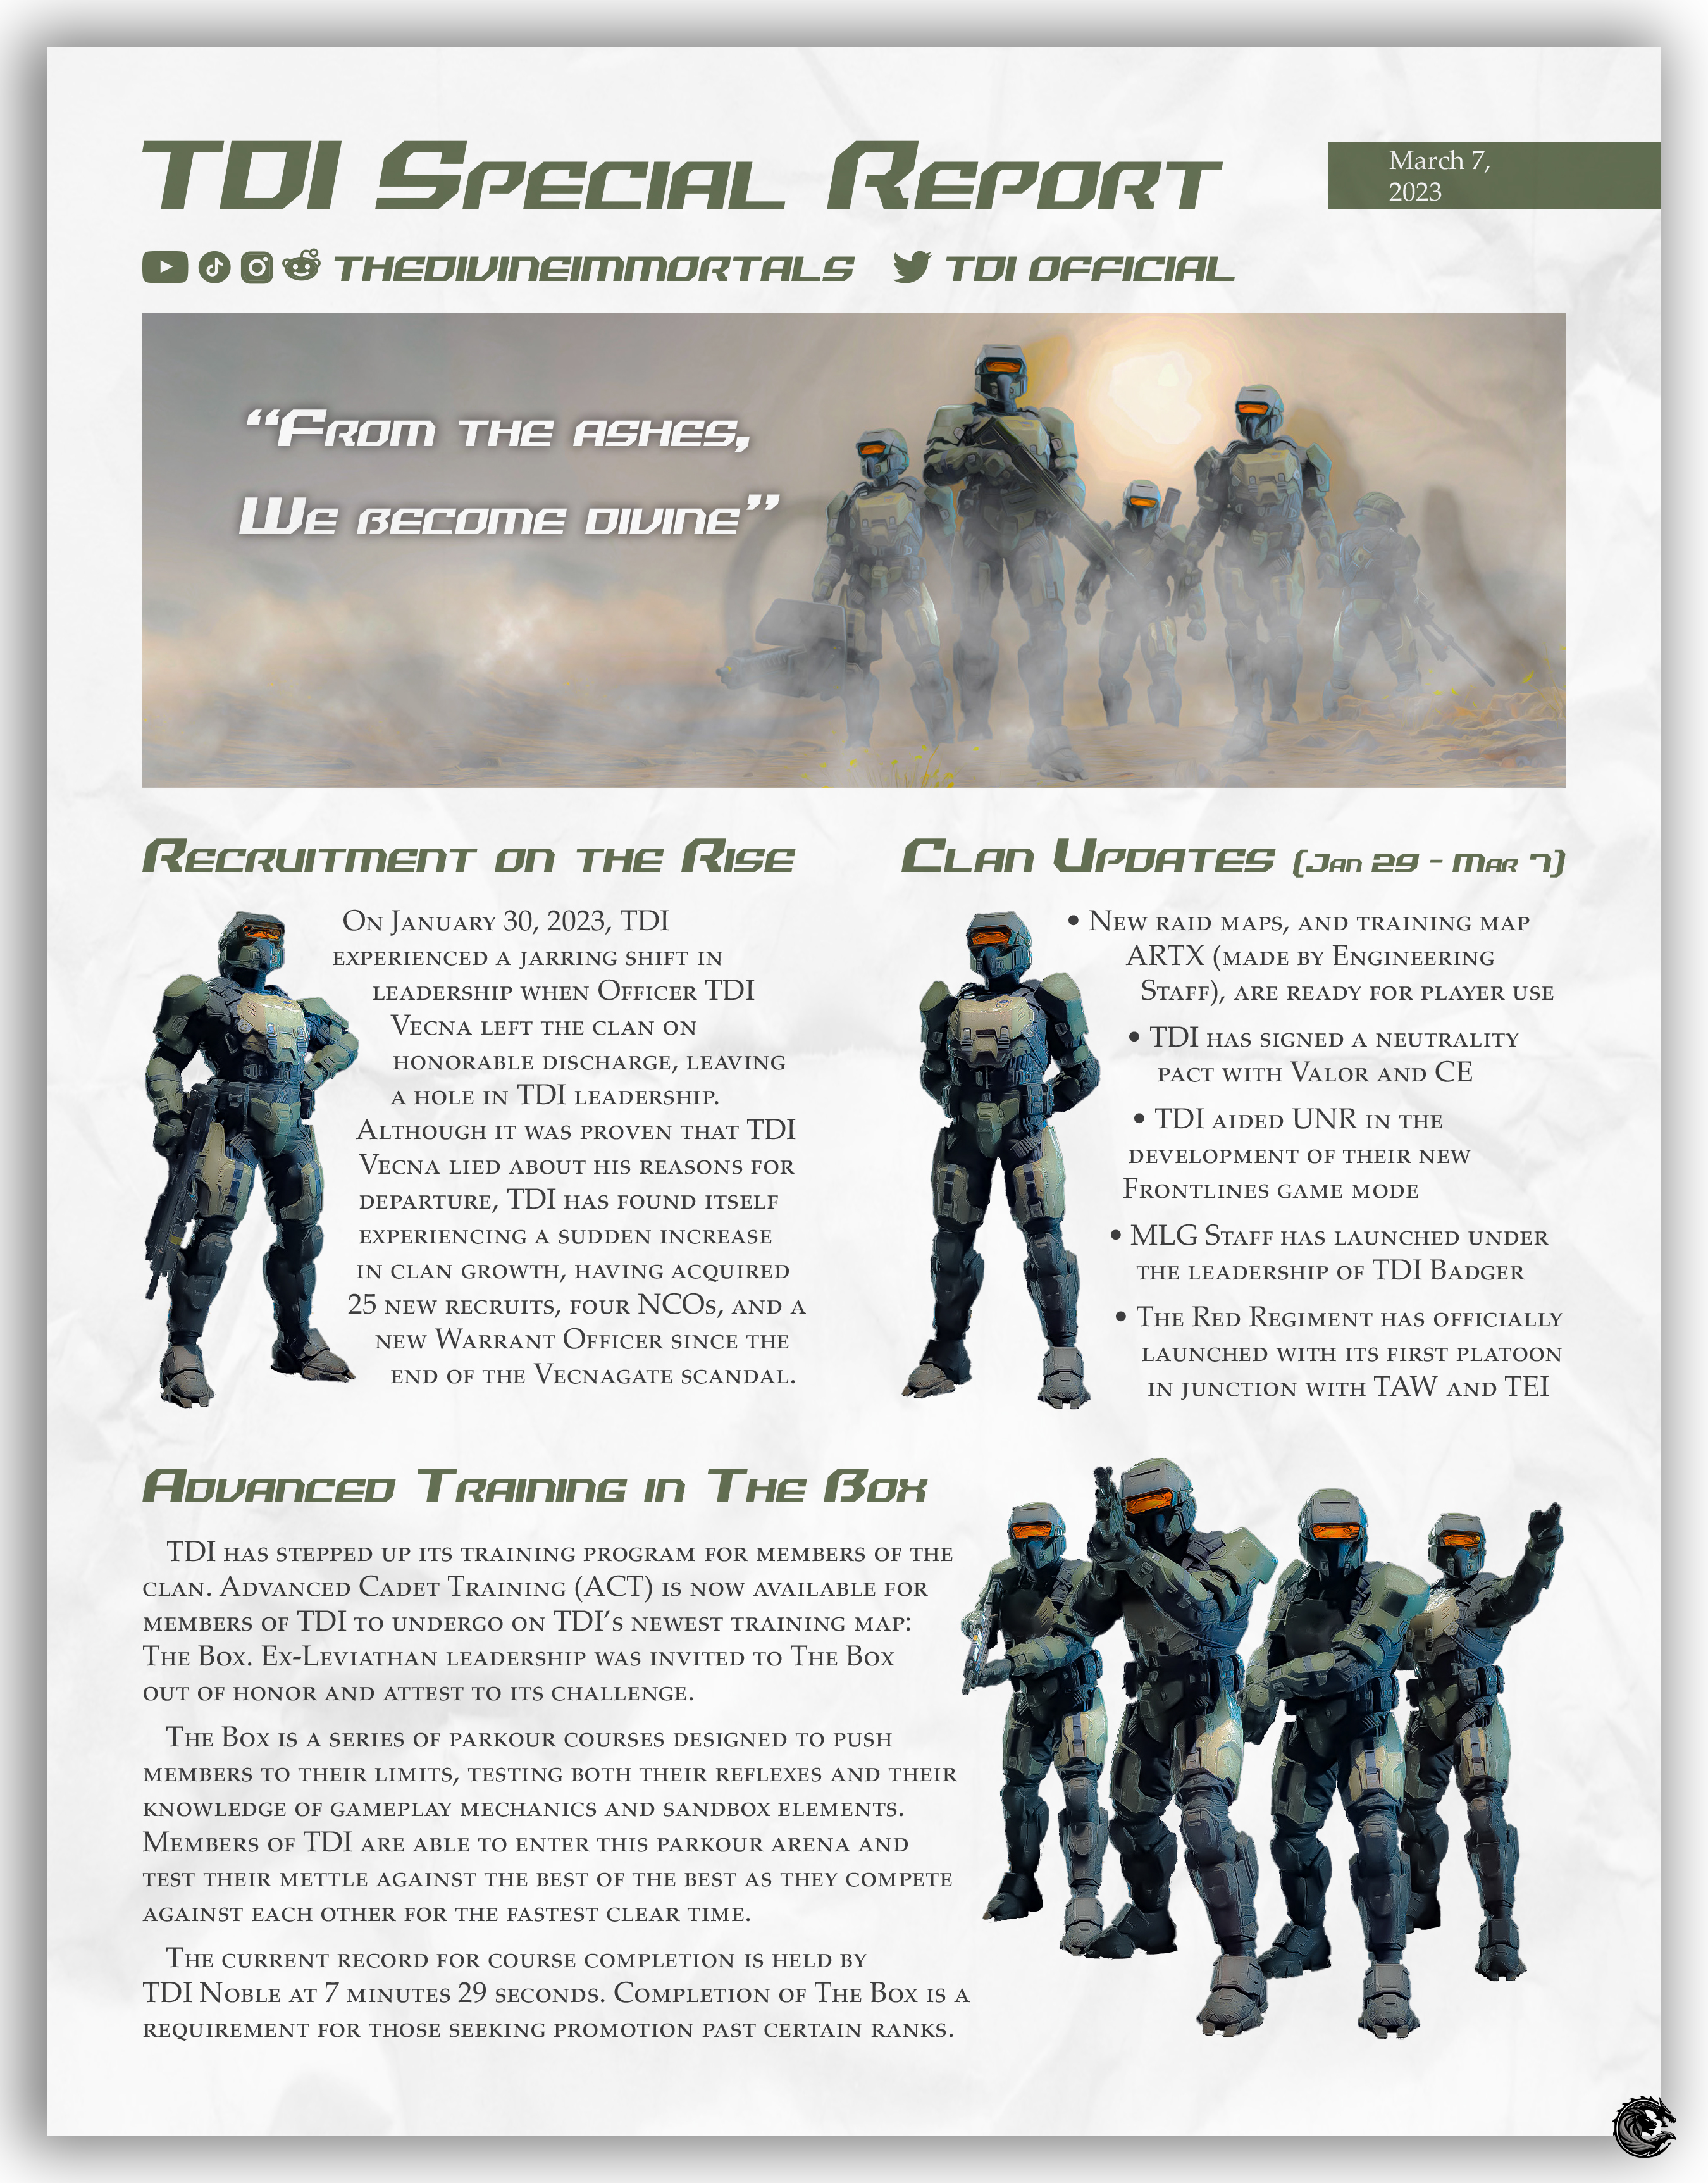 TDI Special Report
March 7,
2023
THEDIVINEIMMORTALS
TDI OFFICIAL
“From the ashes,
We become divine”
Recruitment on the Rise
On January 30, 2023, TDI
experienced a jarring shift in
leadership when Officer TDI
Vecna left the clan on
honorable discharge, leaving
a hole in TDI leadership.
Although it was proven that TDI
Vecna lied about his reasons for
departure, TDI has found itself
experiencing a sudden increase
in clan growth, having acquired
25 new recruits, four NCOs, and a
new Warrant Officer since the
end of the Vecnagate scandal.
Clan Updates (Jan 29 - Mar 7)
• New raid maps, and training map
ARTX (made by Engineering
Staff), are ready for player use
• TDI has signed a neutrality
pact with Valor and CE
• TDI aided UNR in the
development of their new
Frontlines game mode
• MLG Staff has launched under
the leadership of TDI Badger
• The Red Regiment has officially
launched with its first platoon
in junction with TAW and TEI
Advanced Training in The Box
TDI has stepped up its training program for members of the
clan. Advanced Cadet Training (ACT) is now available for
members of TDI to undergo on TDI’s newest training map:
The Box. Ex-Leviathan leadership was invited to The Box
out of honor and attest to its challenge.
The Box is a series of parkour courses designed to push
members to their limits, testing both their reflexes and their
knowledge of gameplay mechanics and sandbox elements.
Members of TDI are able to enter this parkour arena and
test their mettle against the best of the best as they compete
against each other for the fastest clear time.
The current record for course completion is held by
TDI Noble at 7 minutes 29 seconds. Completion of The Box is a
requirement for those seeking promotion past certain ranks.